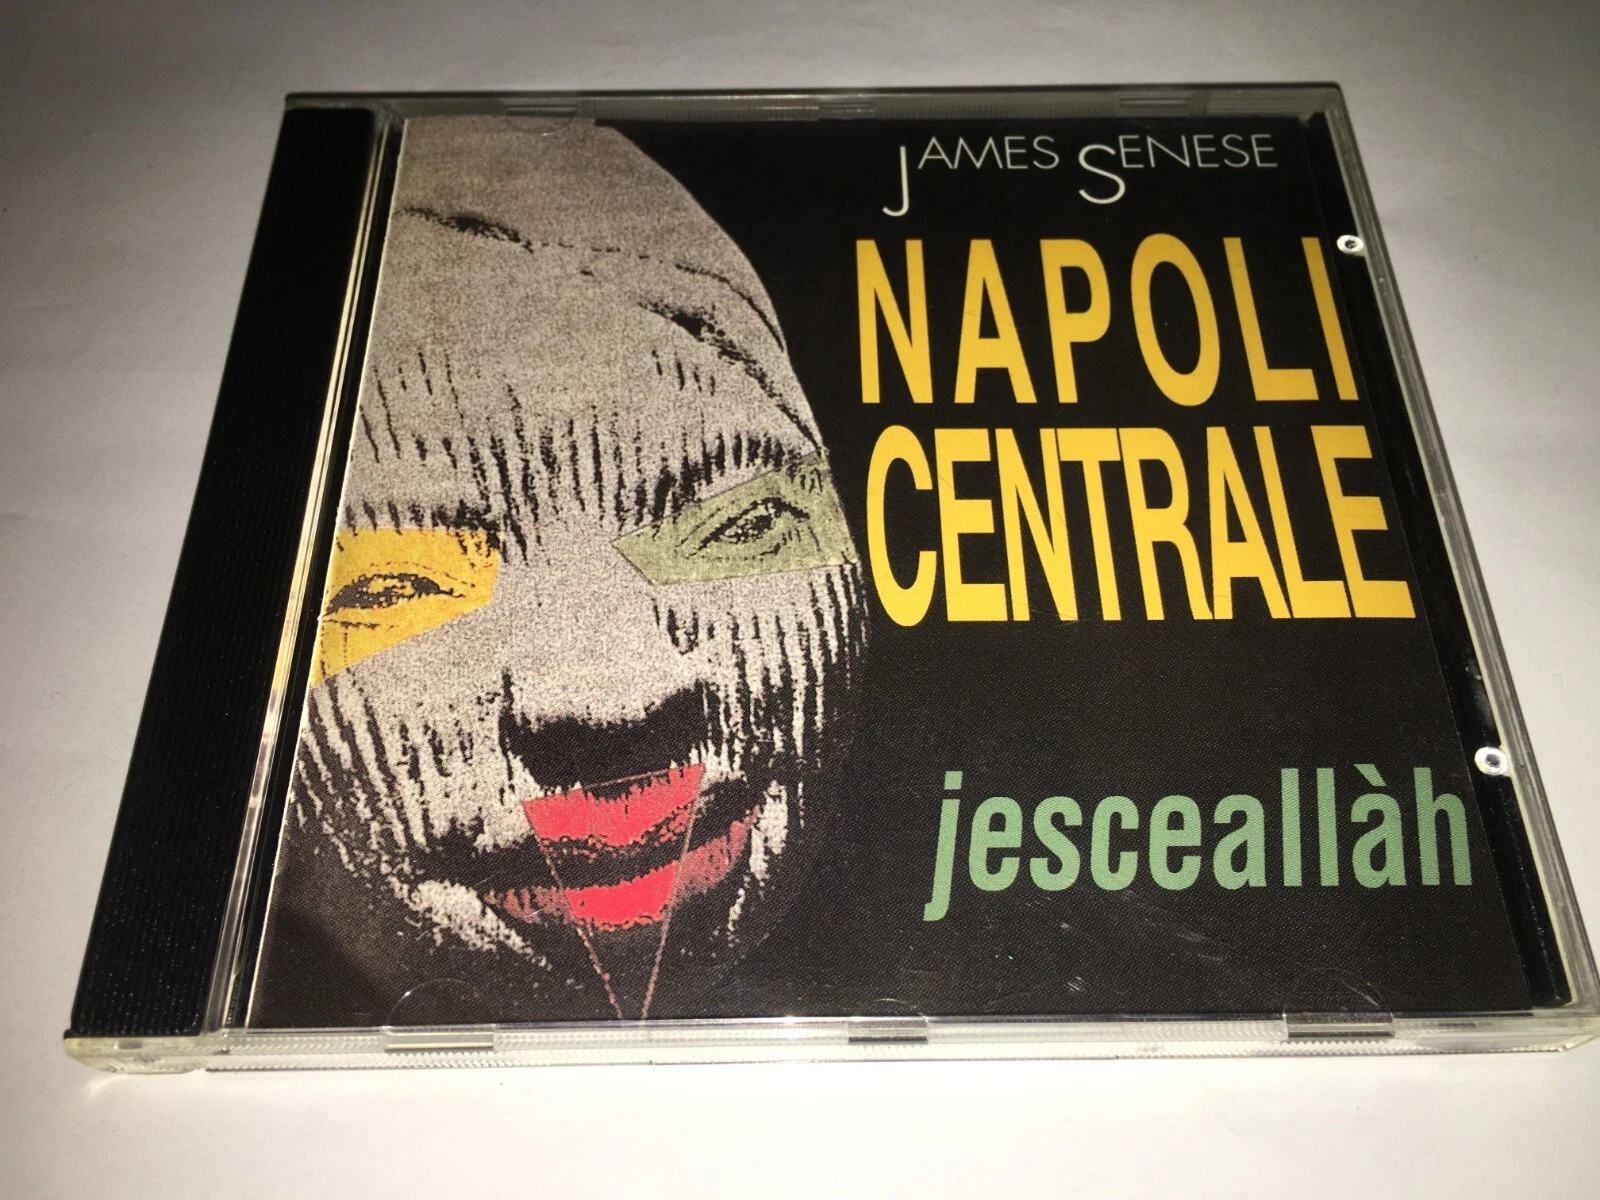 JAMES SENESE
NAPOLI
CENTRALE
jesceallàh